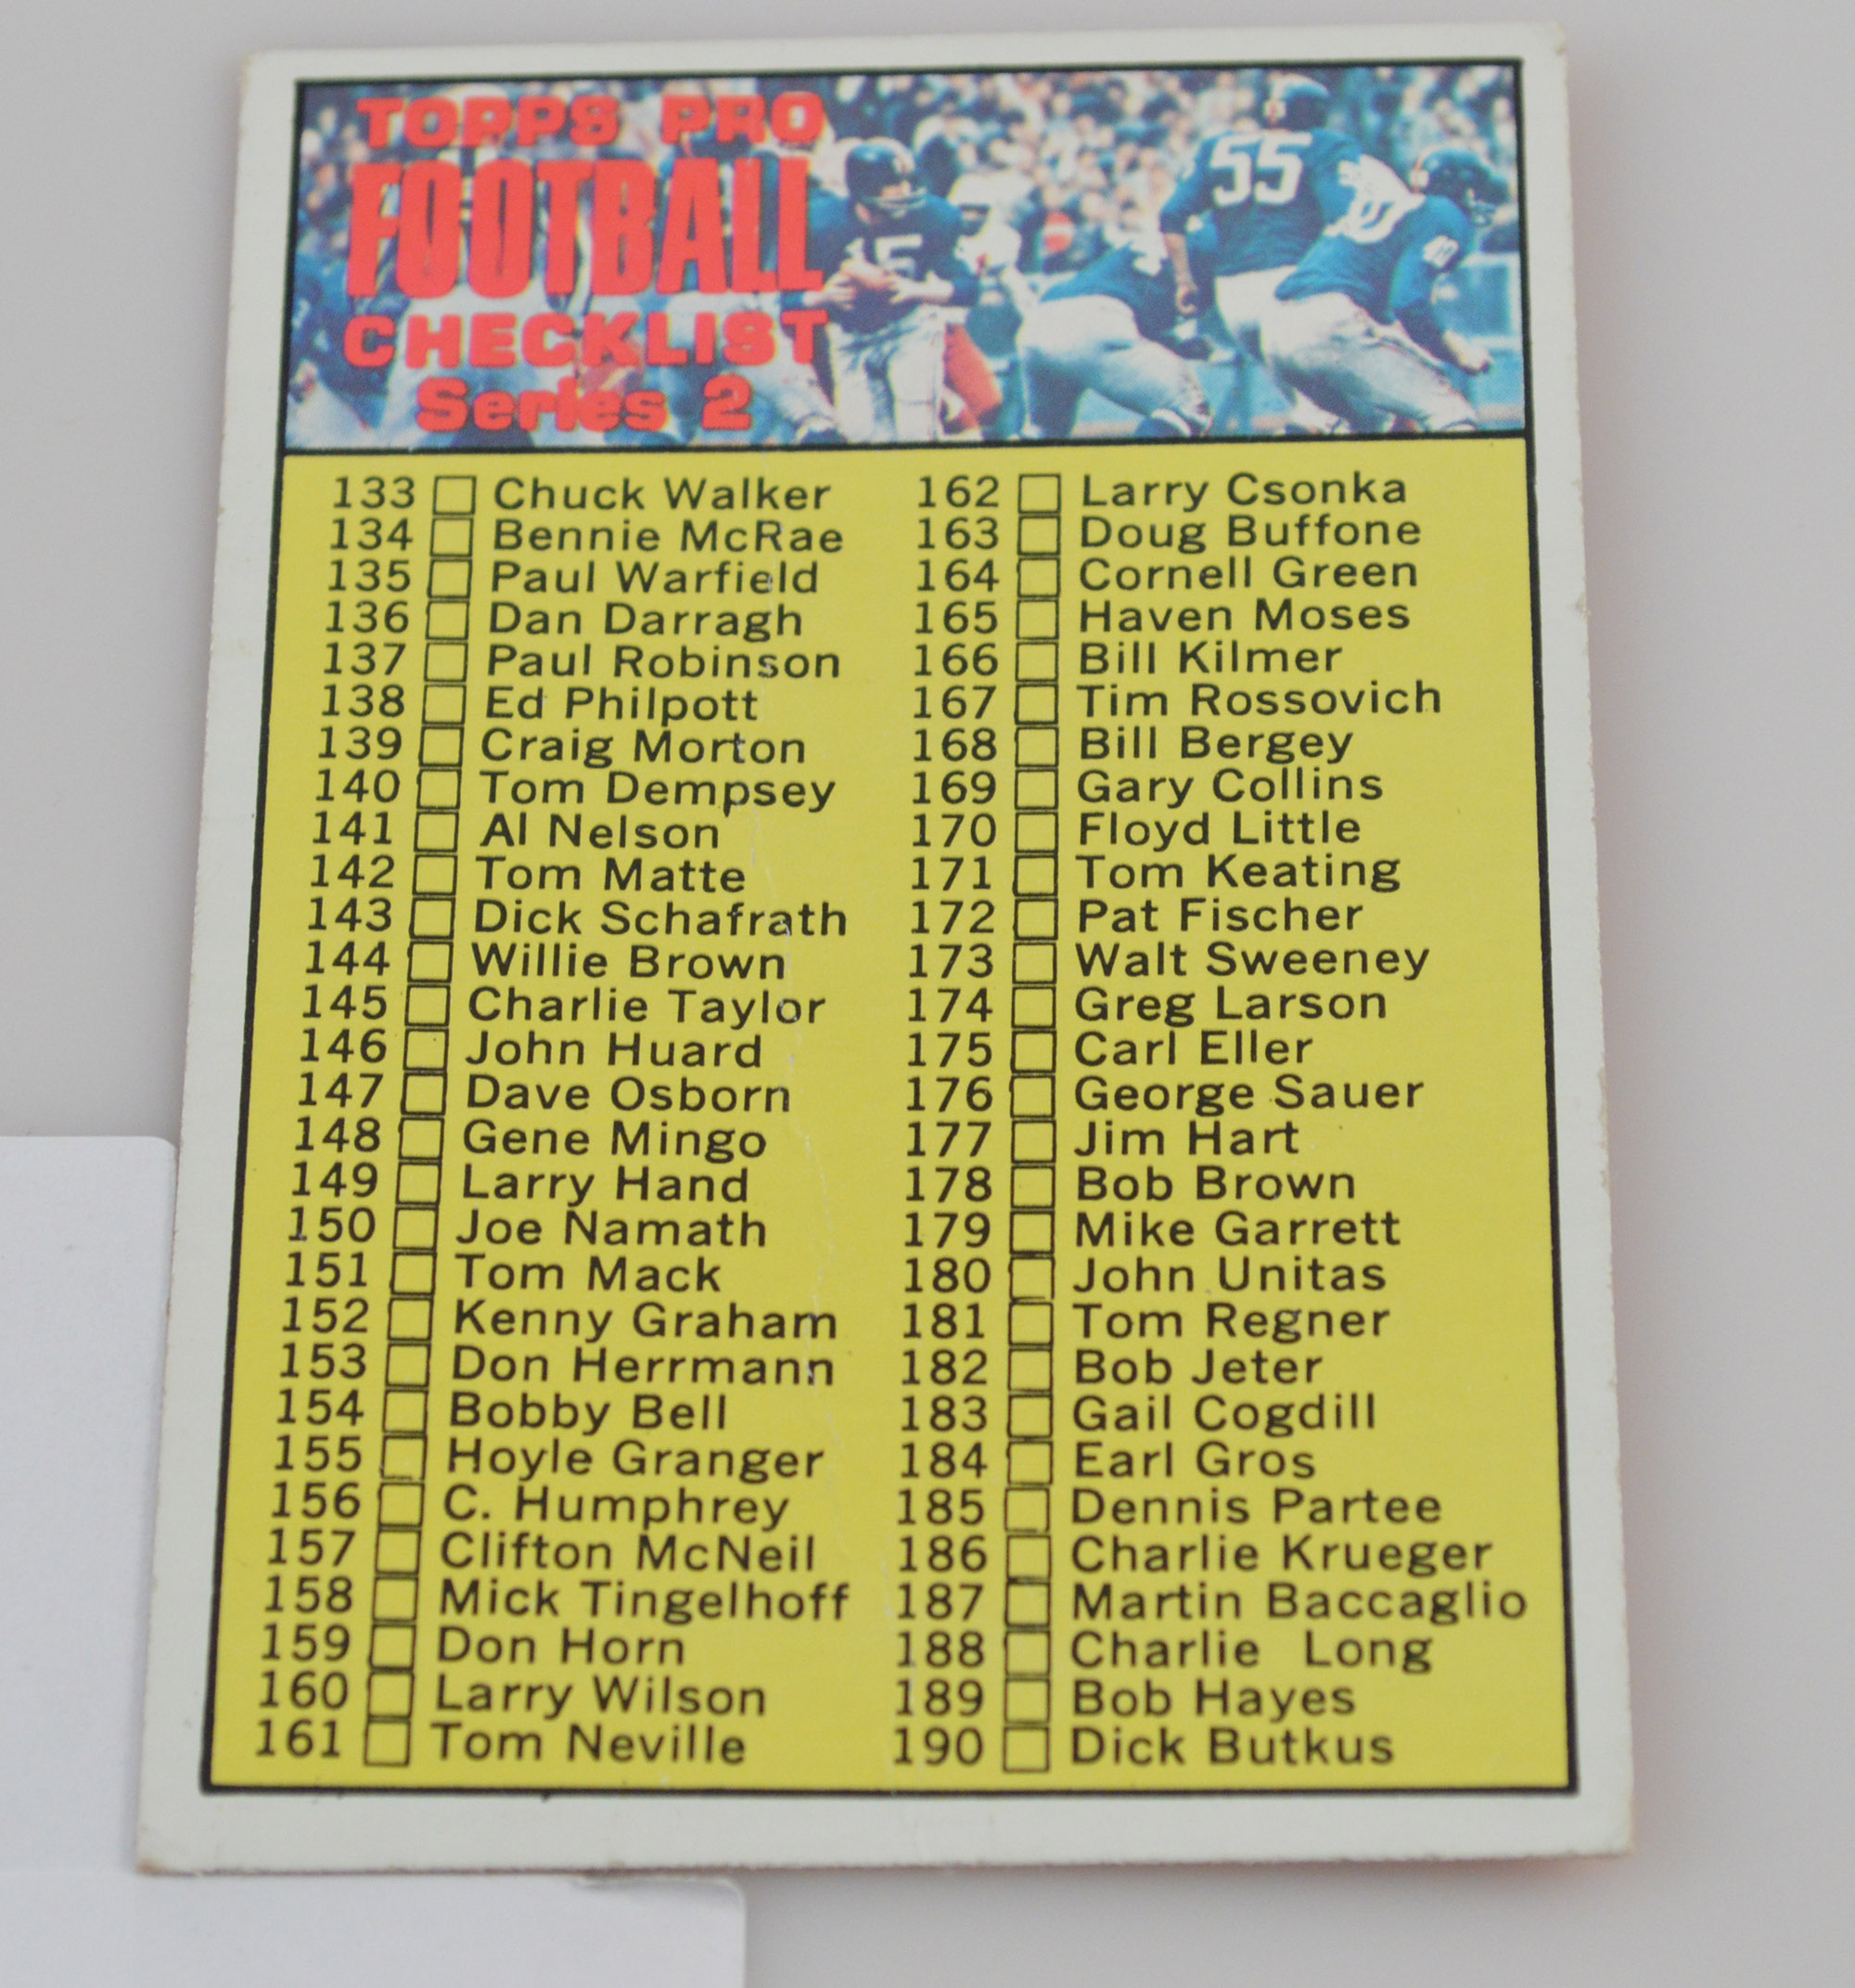 TOPPS PRO
FOOTBALL
CHECKLIST
Series 2
15
55
80
133 Chuck Walker
134 Bennie McRae
135 Paul Warfield
136 Dan Darragh
137 Paul Robinson
138 Ed Philpott
139 Craig Morton
140 Tom Dempsey
141 Al Nelson
142 Tom Matte
143 Dick Schafrath
144 Willie Brown
145 Charlie Taylor
146 John Huard
147 Dave Osborn
148 Gene Mingo
149 Larry Hand
150 Joe Namath
151 Tom Mack
152 Kenny Graham
153 Don Herrmann
154 Bobby Bell
155 Hoyle Granger
156 C. Humphrey
157 Clifton McNeil
158 Mick Tingelhoff
159 Don Horn
160 Larry Wilson
161 Tom Neville
162 Larry Csonka
163 Doug Buffone
164 Cornell Green
165 Haven Moses
166 Bill Kilmer
167 Tim Rossovich
168 Bill Bergey
169 Gary Collins
170 Floyd Little
171 Tom Keating
172 Pat Fischer
173 Walt Sweeney
174 Greg Larson
175 Carl Eller
176 George Sauer
177 Jim Hart
178 Bob Brown
179 Mike Garrett
180 John Unitas
181 Tom Regner
182 Bob Jeter
183 Gail Cogdill
184 Earl Gros
185 Dennis Partee
186 Charlie Krueger
187 Martin Baccaglio
188 Charlie Long
189 Bob Hayes
190 Dick Butkus